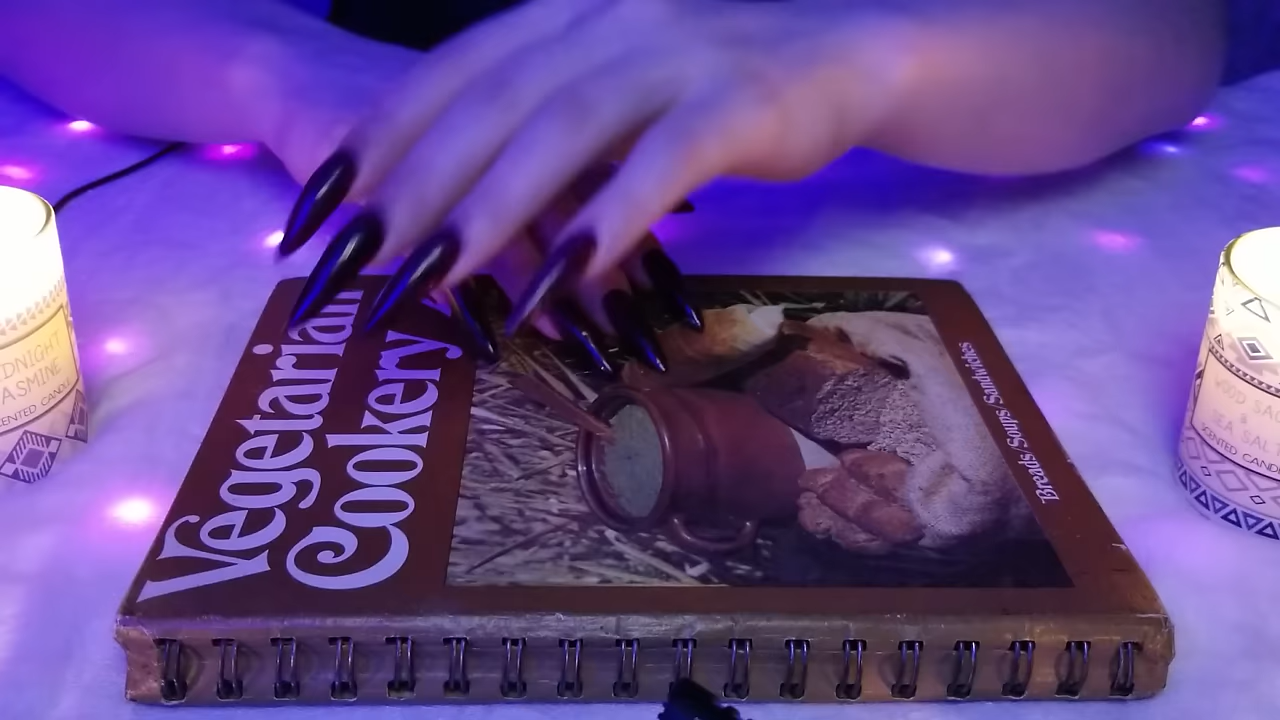 Vegetarian
Cookery
Breads/Soups/Sandwiches
MIDNIGHT
JASMINE
SCENTED CANDLE
WOOD SAGE
&
SEA SALT
SCENTED CANDLE